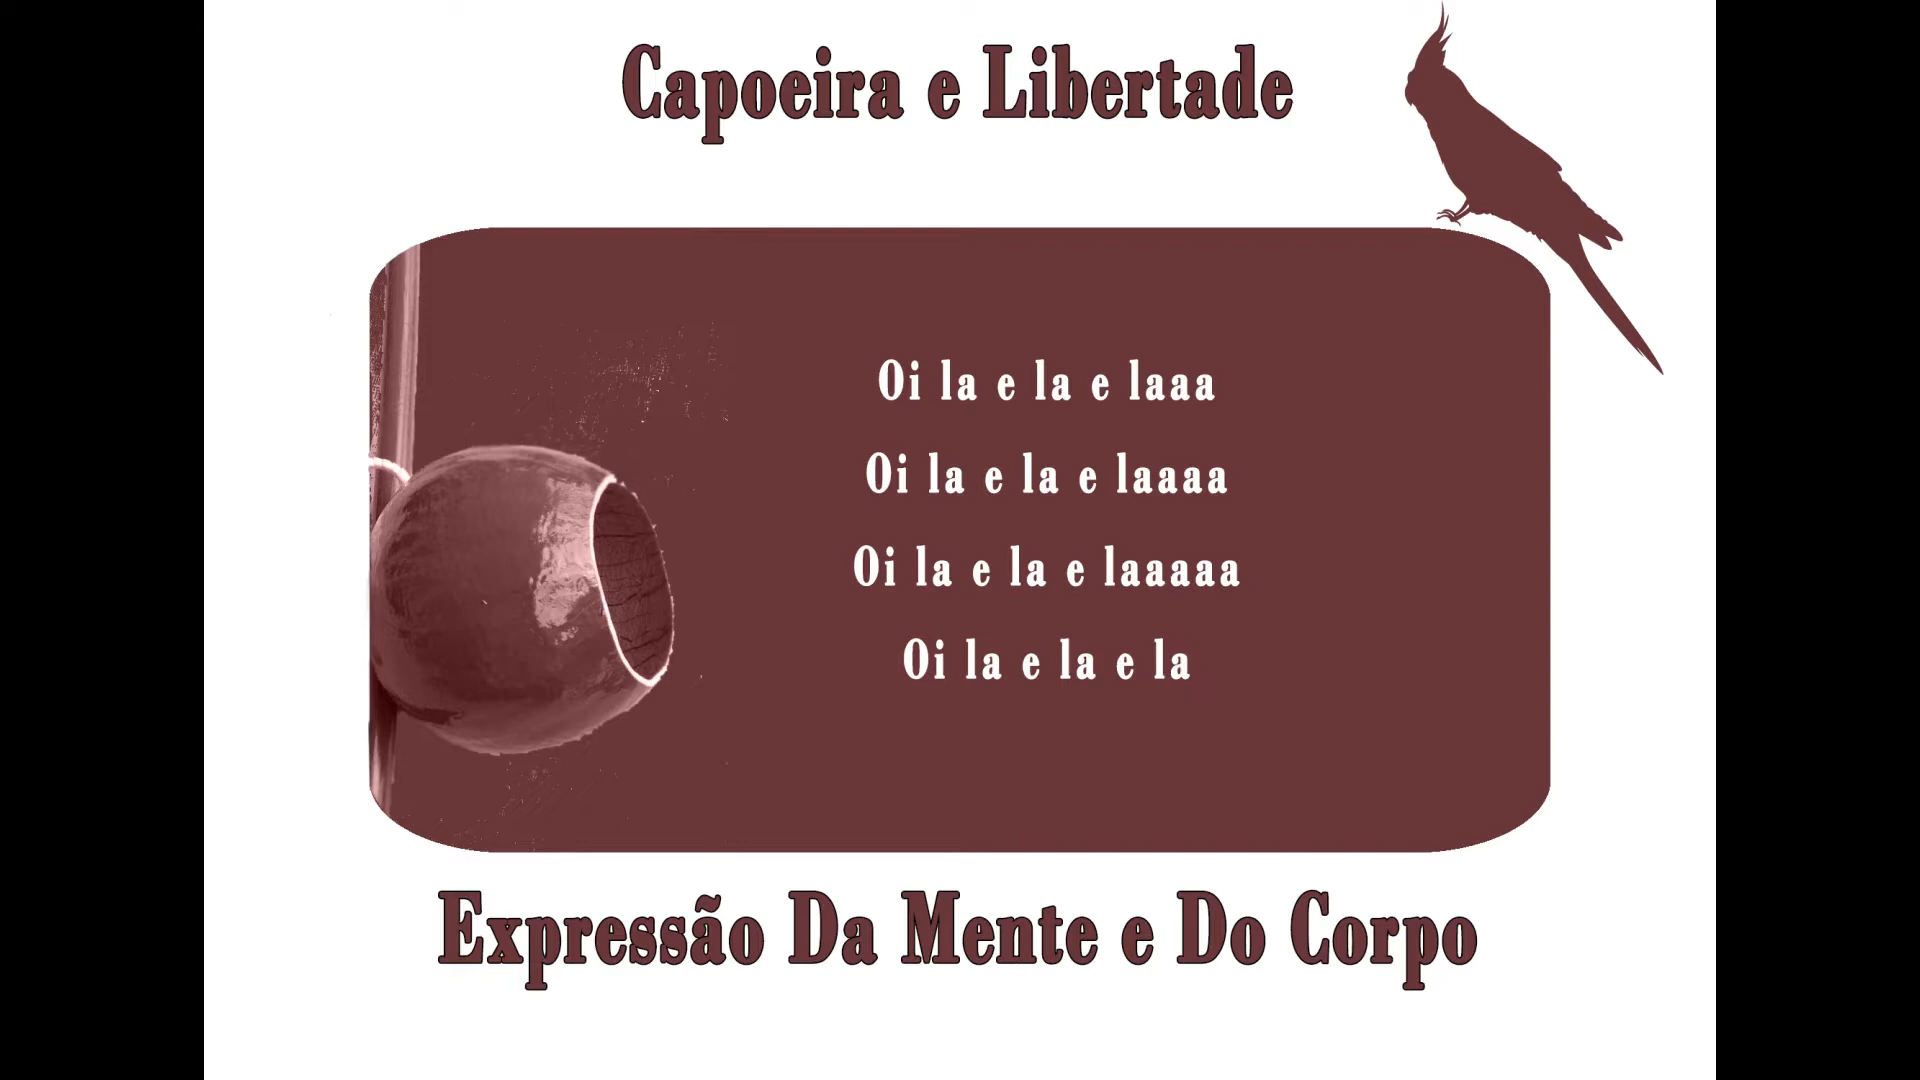 Capoeira e Libertade
Oi la e la e laaa
Oi la e la e laaaa
Oi la e la e laaaaa
Oi la e la e la
Expressão Da Mente e Do Corpo